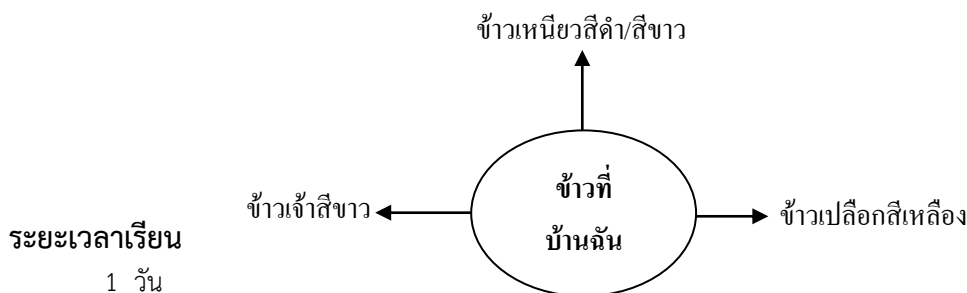 ข้าวเหนียวสีดำ/สีขาว
ข้าวที่
บ้านฉัน
ข้าวเจ้าสีขาว
ข้าวเปลือกสีเหลือง
ระยะเวลาเรียน
1 วัน